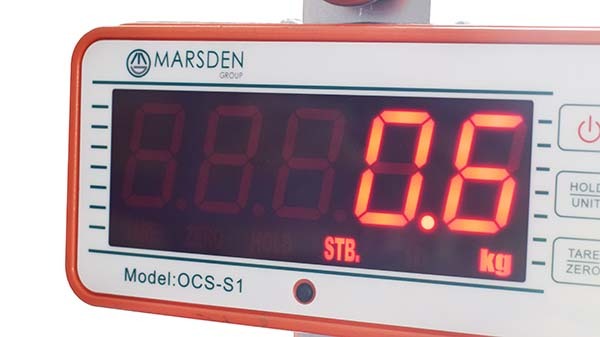 MARSDEN
GROUP
0.6
HOLD
UNIT
STB.
kg
TARE
ZERO
Model:OCS-S1